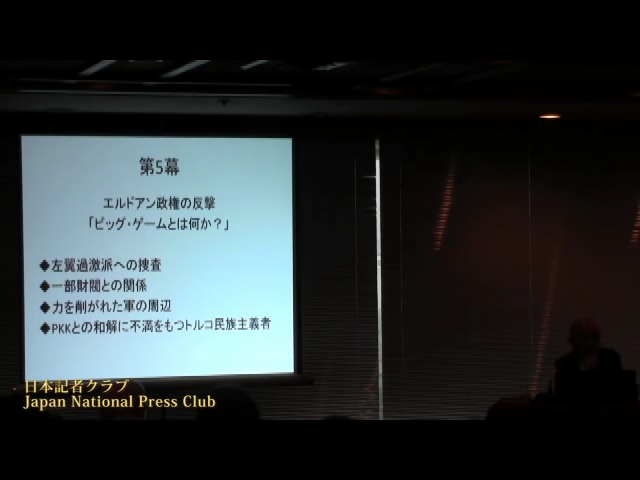 第5幕
エルドアン政権の反撃
「ビッグ・ゲームとは何か？」
◆左翼過激派への捜査
◆一部財閥との関係
◆力を削がれた軍の周辺
◆PKKとの和解に不満をもつトルコ民族主義者
日本記者クラブ
Japan National Press Club